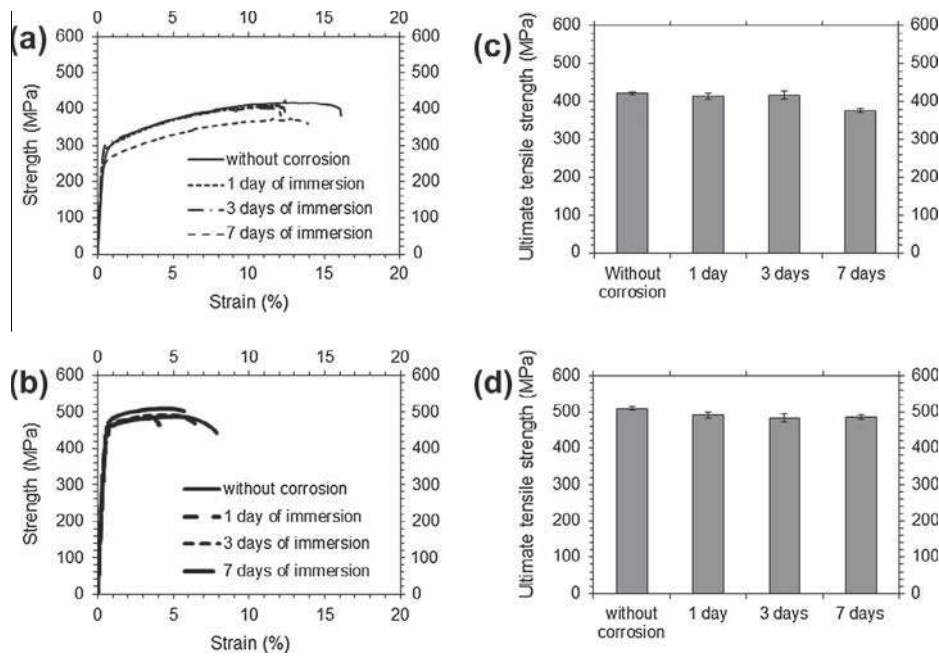 (a)
0 5 10 15 20
600 600
500 500
400 400
300 300
200 200
100 100
0 0
0 5 10 15 20
Strength (MPa)
Strain (%)
without corrosion
1 day of immersion
3 days of immersion
7 days of immersion
(c)
600 600
500 500
400 400
300 300
200 200
100 100
0 0
Ultimate tensile strength (MPa)
Without 1 day 3 days 7 days
corrosion
(b)
0 5 10 15 20
600 600
500 500
400 400
300 300
200 200
100 100
0 0
0 5 10 15 20
Strength (MPa)
Strain (%)
without corrosion
1 day of immersion
3 days of immersion
7 days of immersion
(d)
600 600
500 500
400 400
300 300
200 200
100 100
0 0
Ultimate tensile strength (MPa)
without 1 day 3 days 7 days
corrosion